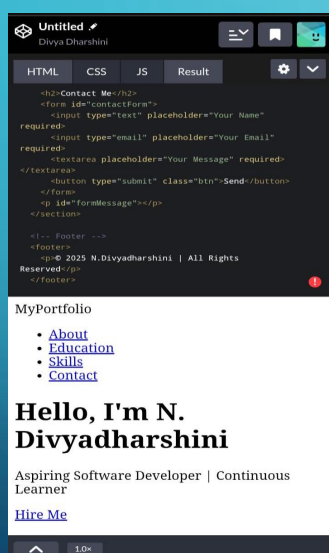 Untitled
Divya Dharshini
HTML CSS JS Result
<h2>Contact Me</h2>
<form id="contactForm">
<input type="text" placeholder="Your Name"
required>
<input type="email" placeholder="Your Email"
required>
<textarea placeholder="Your Message" required>
</textarea>
<button type="submit" class="btn">Send</button>
</form>
<p id="formMessage"></p>
</section>
<!-- Footer -->
<footer>
<p>© 2025 N.Divyadharshini | All Rights
Reserved</p>
</footer>
MyPortfolio
• About
• Education
• Skills
• Contact
Hello, I'm N.
Divyadharshini
Aspiring Software Developer | Continuous
Learner
Hire Me
1.0×